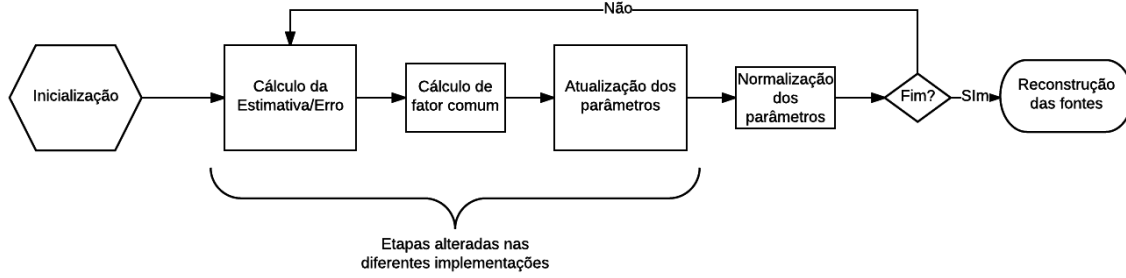 Não
Inicialização
Cálculo da
Estimativa/Erro
Cálculo de
fator comum
Atualização dos
parâmetros
Normalização
dos
parâmetros
Fim?
SIm
Reconstrução
das fontes
Etapas alteradas nas
diferentes implementações